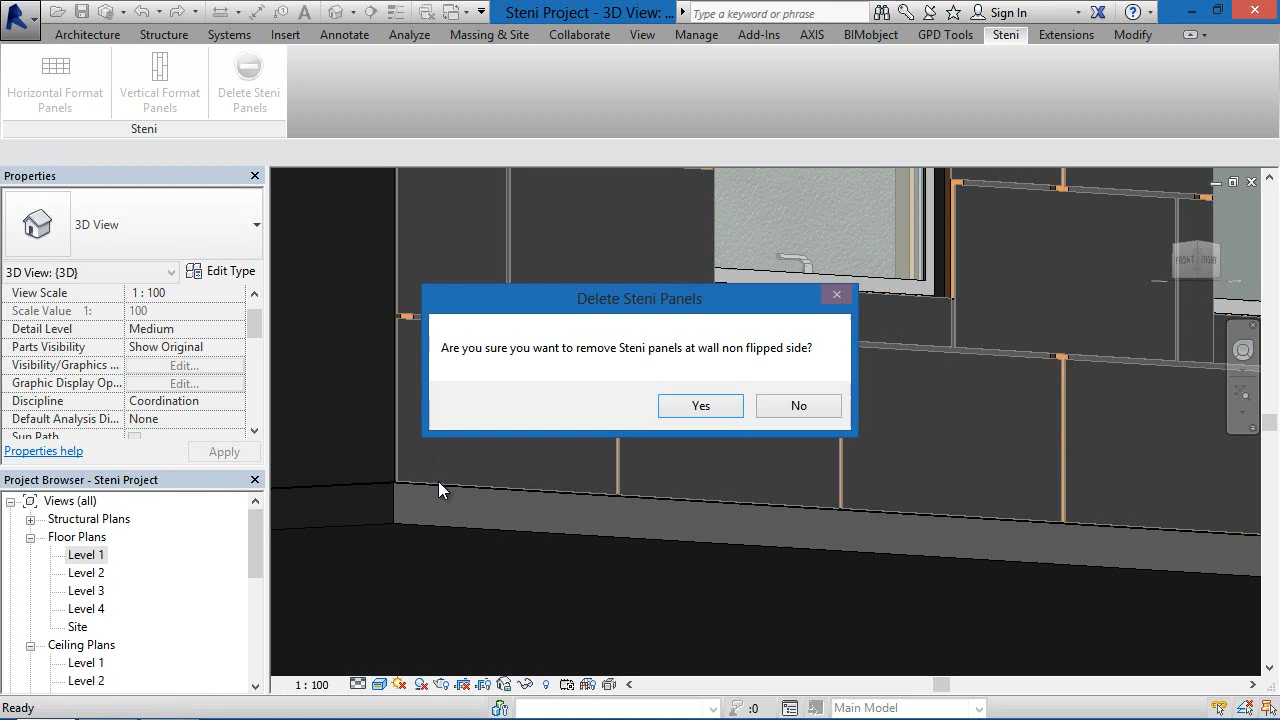 Steni Project - 3D View: ...
Type a keyword or phrase
Sign In
Architecture Structure Systems Insert Annotate Analyze Massing & Site Collaborate View Manage Add-Ins AXIS BIMobject GPD Tools Steni Extensions Modify
Horizontal Format Panels
Vertical Format Panels
Delete Steni Panels
Steni
Properties
3D View
3D View: {3D}
Edit Type
View Scale 1 : 100
Scale Value 1: 100
Detail Level Medium
Parts Visibility Show Original
Visibility/Graphics ... Edit...
Graphic Display Op... Edit...
Discipline Coordination
Default Analysis Di... None
Sun Path
Properties help
Apply
Project Browser - Steni Project
Views (all)
Structural Plans
Floor Plans
Level 1
Level 2
Level 3
Level 4
Site
Ceiling Plans
Level 1
Level 2
FRONT RIGHT
Delete Steni Panels
Are you sure you want to remove Steni panels at wall non flipped side?
Yes
No
1 : 100
Ready
:0
Main Model